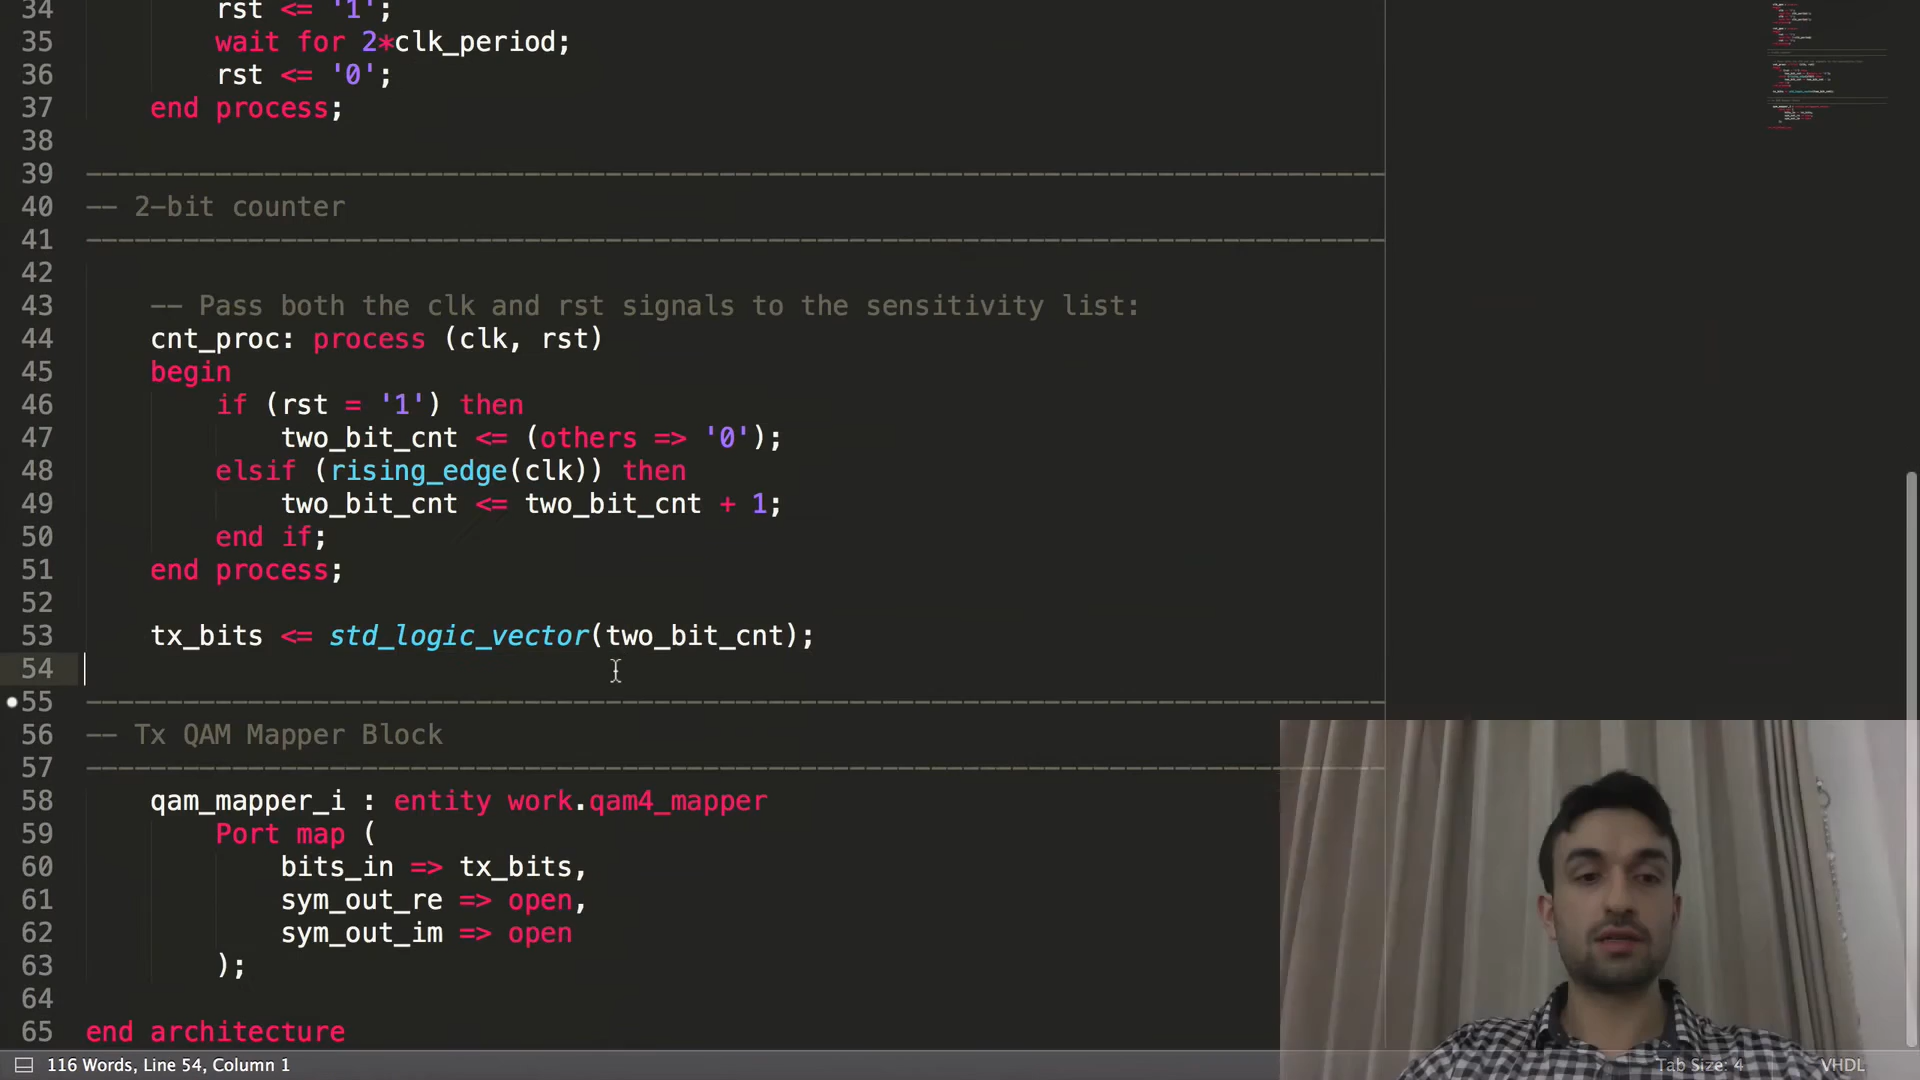 34 rst <= '1';
35 wait for 2*clk_period;
36 rst <= '0';
37 end process;
38
39 --------------------------------------------------------------------------------
40 -- 2-bit counter
41 --------------------------------------------------------------------------------
42
43 -- Pass both the clk and rst signals to the sensitivity list:
44 cnt_proc: process (clk, rst)
45 begin
46 if (rst = '1') then
47 two_bit_cnt <= (others => '0');
48 elsif (rising_edge(clk)) then
49 two_bit_cnt <= two_bit_cnt + 1;
50 end if;
51 end process;
52
53 tx_bits <= std_logic_vector(two_bit_cnt);
54
55 --------------------------------------------------------------------------------
56 -- Tx QAM Mapper Block
57 --------------------------------------------------------------------------------
58 qam_mapper_i : entity work.qam4_mapper
59 Port map (
60 bits_in => tx_bits,
61 sym_out_re => open,
62 sym_out_im => open
63 );
64
65 end architecture
116 Words, Line 54, Column 1 Tab Size: 4 VHDL